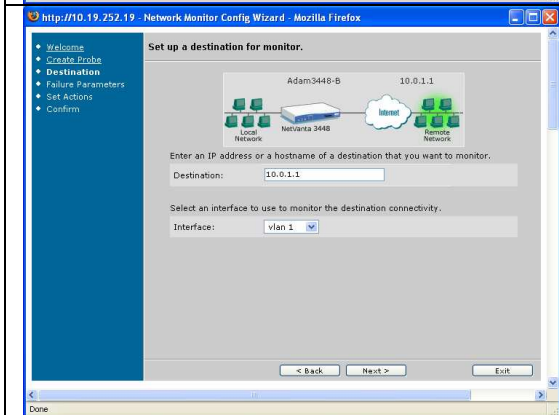 http://10.19.252.19 - Network Monitor Config Wizard - Mozilla Firefox
Welcome
Create Probe
Destination
Failure Parameters
Set Actions
Confirm
Set up a destination for monitor.
Adam3448-B
10.0.1.1
Internet
Local Network
NetVanta 3448
Remote Network
Enter an IP address or a hostname of a destination that you want to monitor.
Destination:
10.0.1.1
Select an interface to use to monitor the destination connectivity.
Interface:
vlan 1
< Back
Next >
Exit
Done